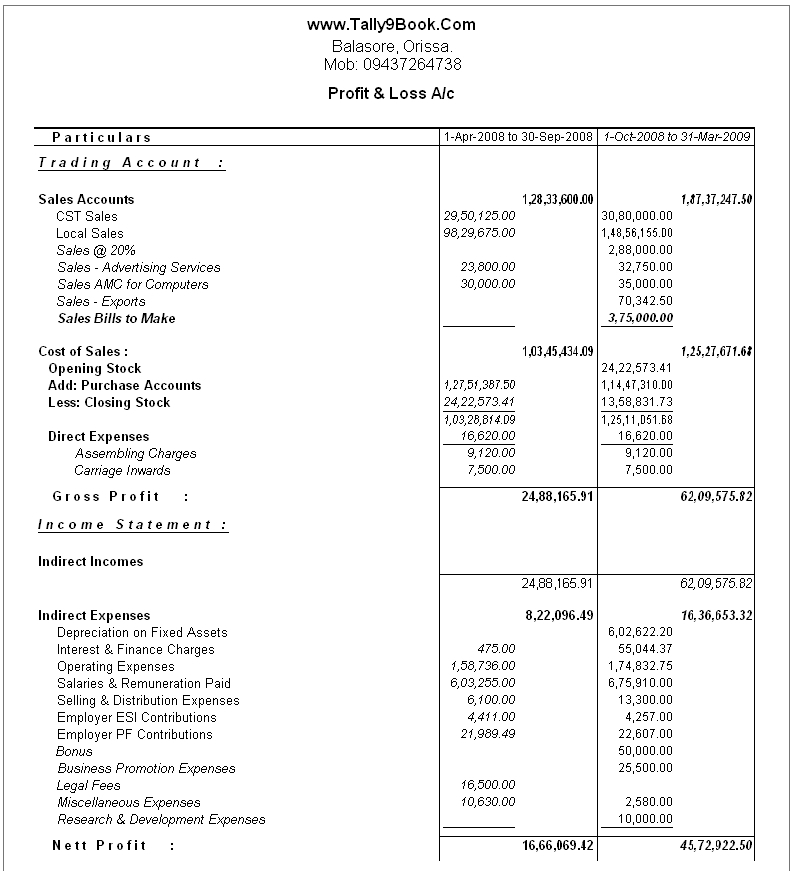 www.Tally9Book.Com
Balasore, Orissa.
Mob: 09437264738
Profit & Loss A/c
Particulars 1-Apr-2008 to 30-Sep-2008 1-Oct-2008 to 31-Mar-2009
Trading Account :
Sales Accounts 1,28,33,600.00 1,87,37,247.50
CST Sales 29,50,125.00 30,80,000.00
Local Sales 98,29,675.00 1,48,56,155.00
Sales @ 20% 2,88,000.00
Sales - Advertising Services 23,800.00 32,750.00
Sales AMC for Computers 30,000.00 35,000.00
Sales - Exports 70,342.50
Sales Bills to Make 3,75,000.00
Cost of Sales : 1,03,45,434.09 1,25,27,671.68
Opening Stock 24,22,573.41
Add: Purchase Accounts 1,27,51,387.50 1,14,47,310.00
Less: Closing Stock 24,22,573.41 13,58,831.73
1,03,28,814.09 1,25,11,051.68
Direct Expenses 16,620.00 16,620.00
Assembling Charges 9,120.00 9,120.00
Carriage Inwards 7,500.00 7,500.00
Gross Profit : 24,88,165.91 62,09,575.82
Income Statement :
Indirect Incomes
24,88,165.91 62,09,575.82
Indirect Expenses 8,22,096.49 16,36,653.32
Depreciation on Fixed Assets 6,02,622.20
Interest & Finance Charges 475.00 55,044.37
Operating Expenses 1,58,736.00 1,74,832.75
Salaries & Remuneration Paid 6,03,255.00 6,75,910.00
Selling & Distribution Expenses 6,100.00 13,300.00
Employer ESI Contributions 4,411.00 4,257.00
Employer PF Contributions 21,989.49 22,607.00
Bonus 50,000.00
Business Promotion Expenses 25,500.00
Legal Fees 16,500.00
Miscellaneous Expenses 10,630.00 2,580.00
Research & Development Expenses 10,000.00
Nett Profit : 16,66,069.42 45,72,922.50